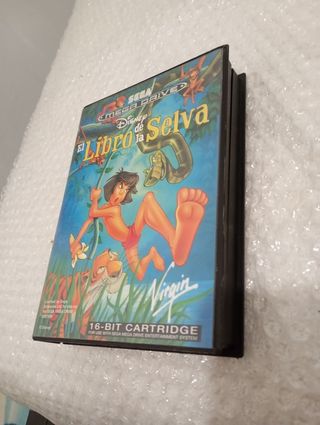 SEGA
MEGA DRIVE
Disney
El Libro de
la Selva
Virgin
16-BIT CARTRIDGE
FOR USE WITH SEGA MEGA DRIVE ENTERTAINMENT SYSTEM